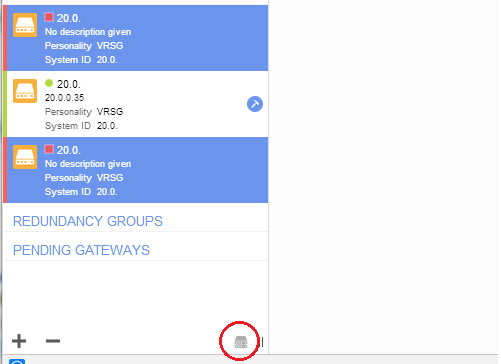 20.0.
No description given
Personality VRSG
System ID 20.0.
20.0.
20.0.0.35
Personality VRSG
System ID 20.0.
20.0.
No description given
Personality VRSG
System ID 20.0.
REDUNDANCY GROUPS
PENDING GATEWAYS